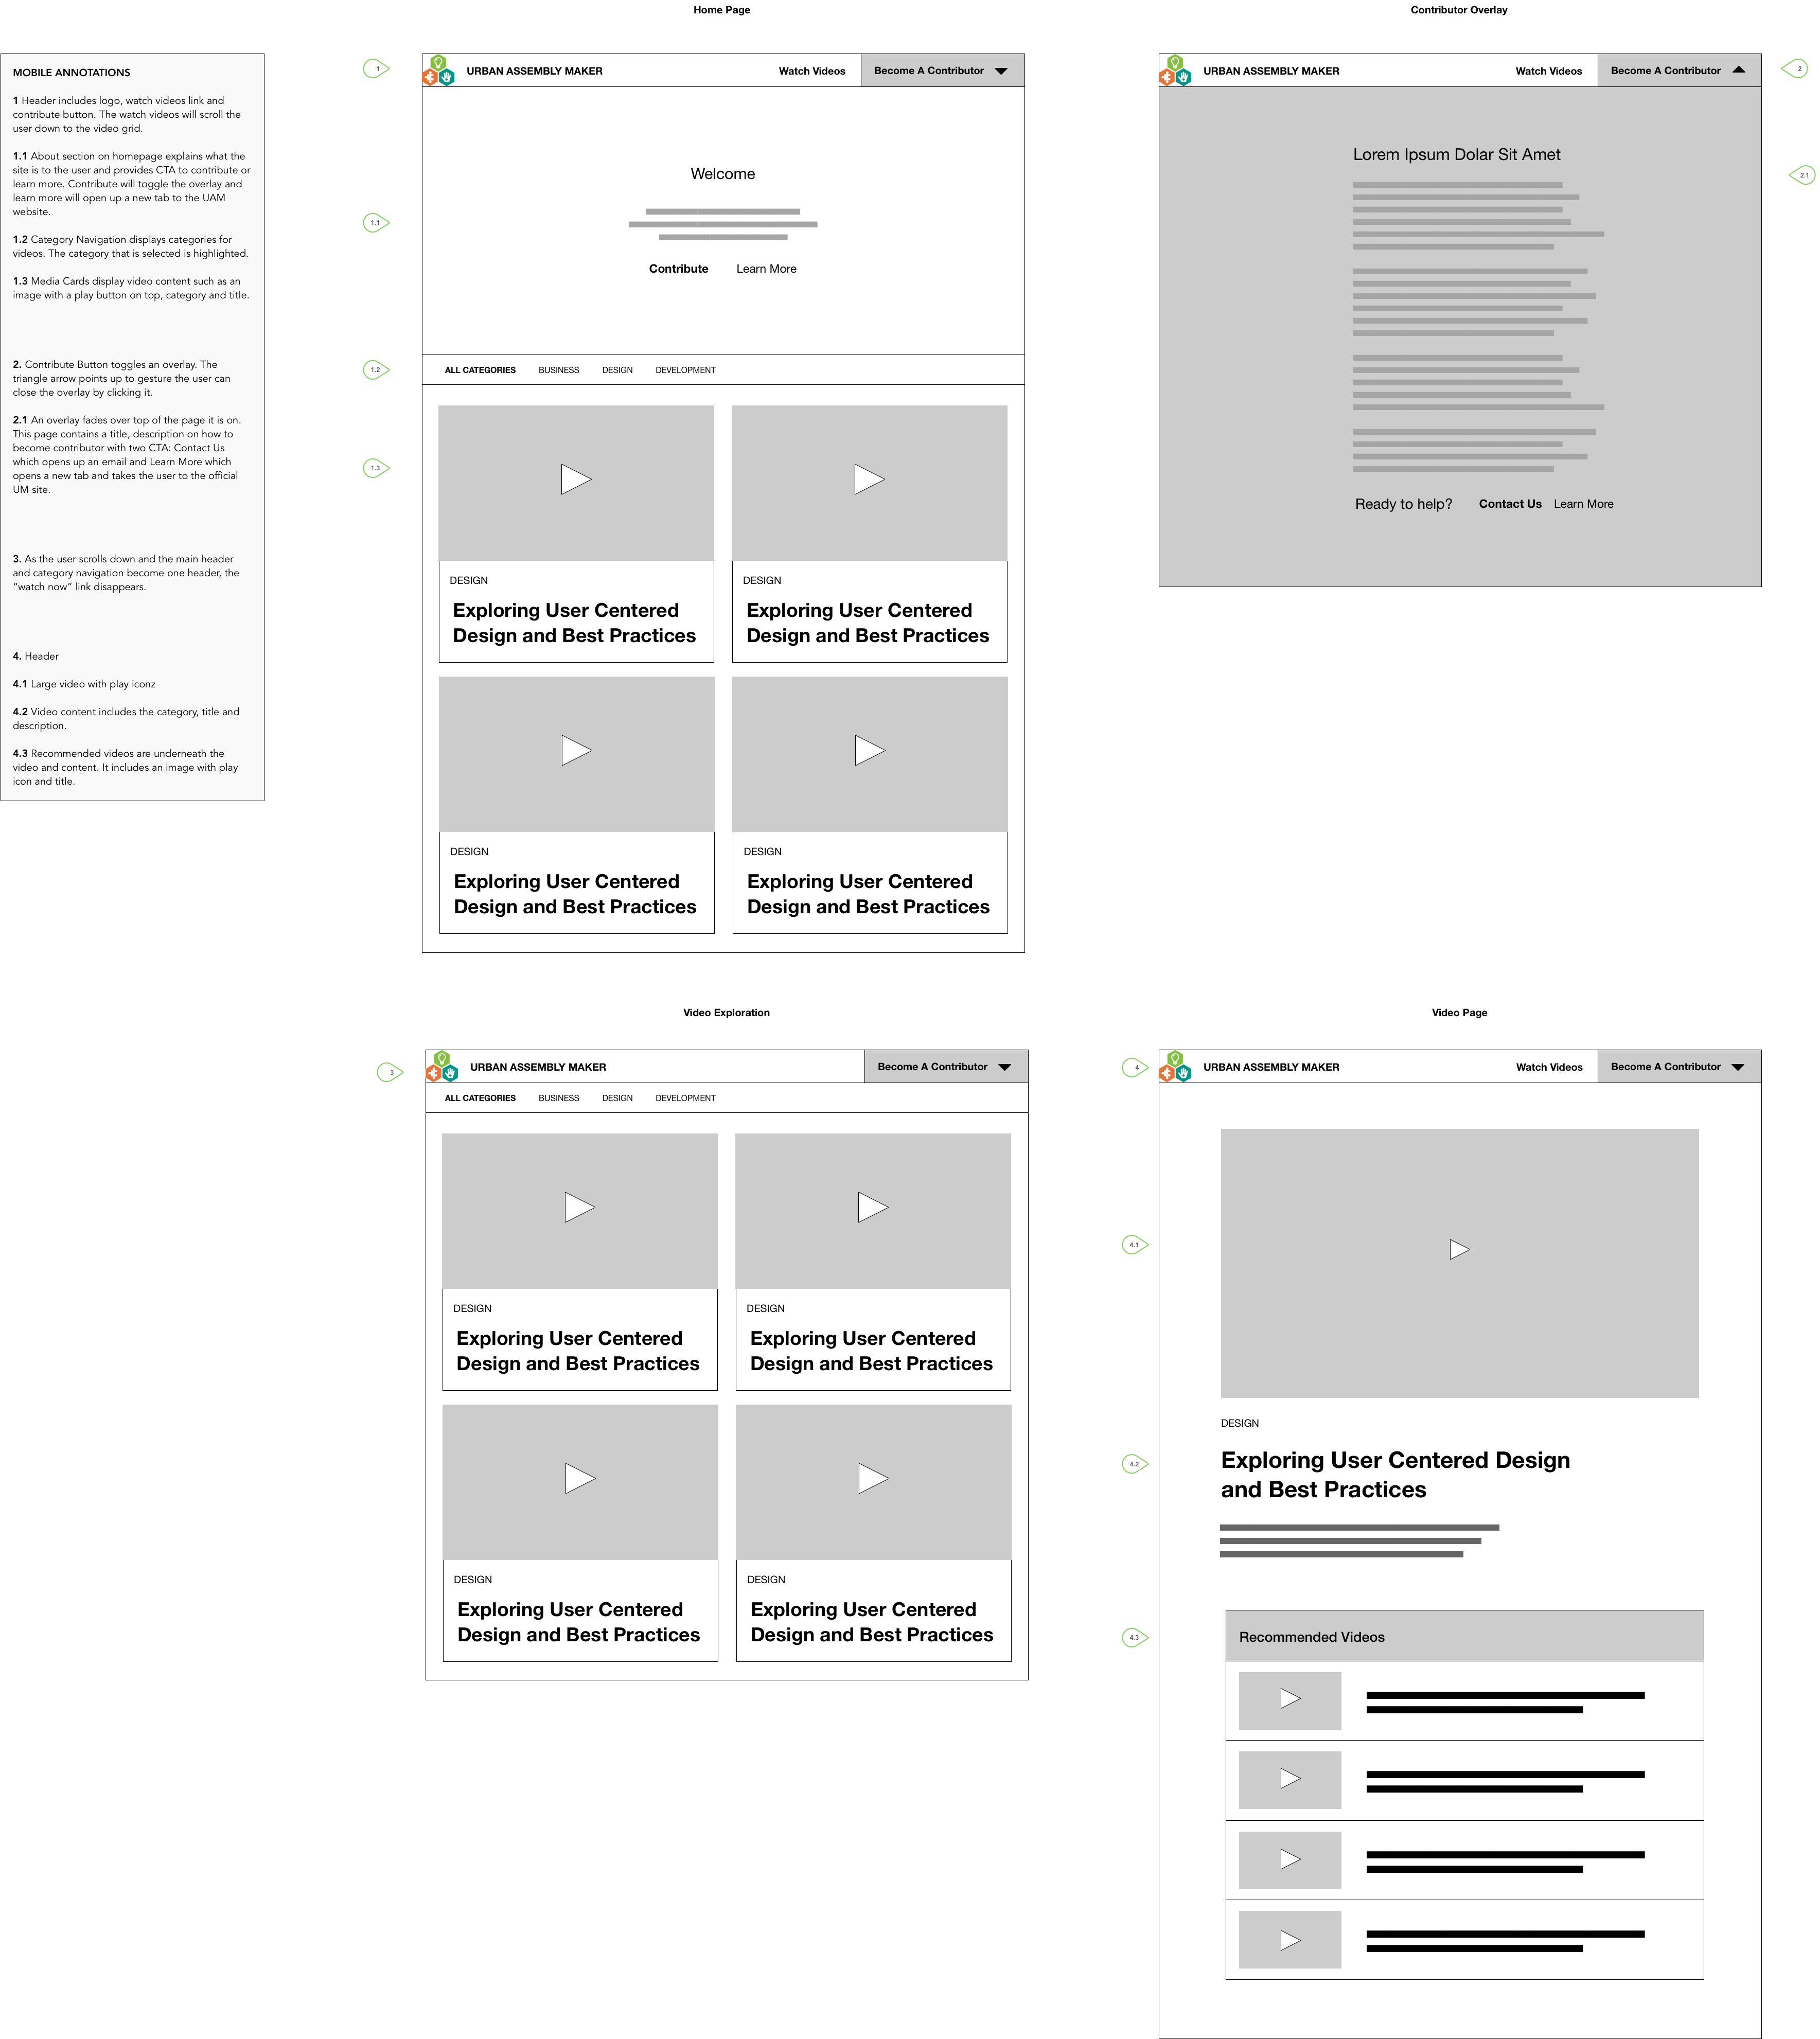 Home Page
Contributor Overlay
MOBILE ANNOTATIONS
1 Header includes logo, watch videos link and
contribute button. The watch videos will scroll the
user down to the video grid.
1.1 About section on homepage explains what the
site is to the user and provides CTA to contribute or
learn more. Contribute will toggle the overlay and
learn more will open up a new tab to the UAM
website.
1.2 Category Navigation displays categories for
videos. The category that is selected is highlighted.
1.3 Media Cards display video content such as an
image with a play button on top, category and title.
2. Contribute Button toggles an overlay. The
triangle arrow points up to gesture the user can
close the overlay by clicking it.
2.1 An overlay fades over top of the page it is on.
This page contains a title, description on how to
become contributor with two CTA: Contact Us
which opens up an email and Learn More which
opens a new tab and takes the user to the official
UM site.
3. As the user scrolls down and the main header
and category navigation become one header, the
“watch now” link disappears.
4. Header
4.1 Large video with play iconz
4.2 Video content includes the category, title and
description.
4.3 Recommended videos are underneath the
video and content. It includes an image with play
icon and title.
1
URBAN ASSEMBLY MAKER
Watch Videos
Become A Contributor
Welcome
1.1
Contribute
Learn More
1.2
ALL CATEGORIES
BUSINESS
DESIGN
DEVELOPMENT
1.3
DESIGN
Exploring User Centered
Design and Best Practices
DESIGN
Exploring User Centered
Design and Best Practices
DESIGN
Exploring User Centered
Design and Best Practices
DESIGN
Exploring User Centered
Design and Best Practices
URBAN ASSEMBLY MAKER
Watch Videos
Become A Contributor
2
Lorem Ipsum Dolar Sit Amet
2.1
Ready to help?
Contact Us
Learn More
Video Exploration
3
URBAN ASSEMBLY MAKER
Become A Contributor
ALL CATEGORIES
BUSINESS
DESIGN
DEVELOPMENT
DESIGN
Exploring User Centered
Design and Best Practices
DESIGN
Exploring User Centered
Design and Best Practices
DESIGN
Exploring User Centered
Design and Best Practices
DESIGN
Exploring User Centered
Design and Best Practices
Video Page
4
URBAN ASSEMBLY MAKER
Watch Videos
Become A Contributor
4.1
DESIGN
4.2
Exploring User Centered Design
and Best Practices
4.3
Recommended Videos